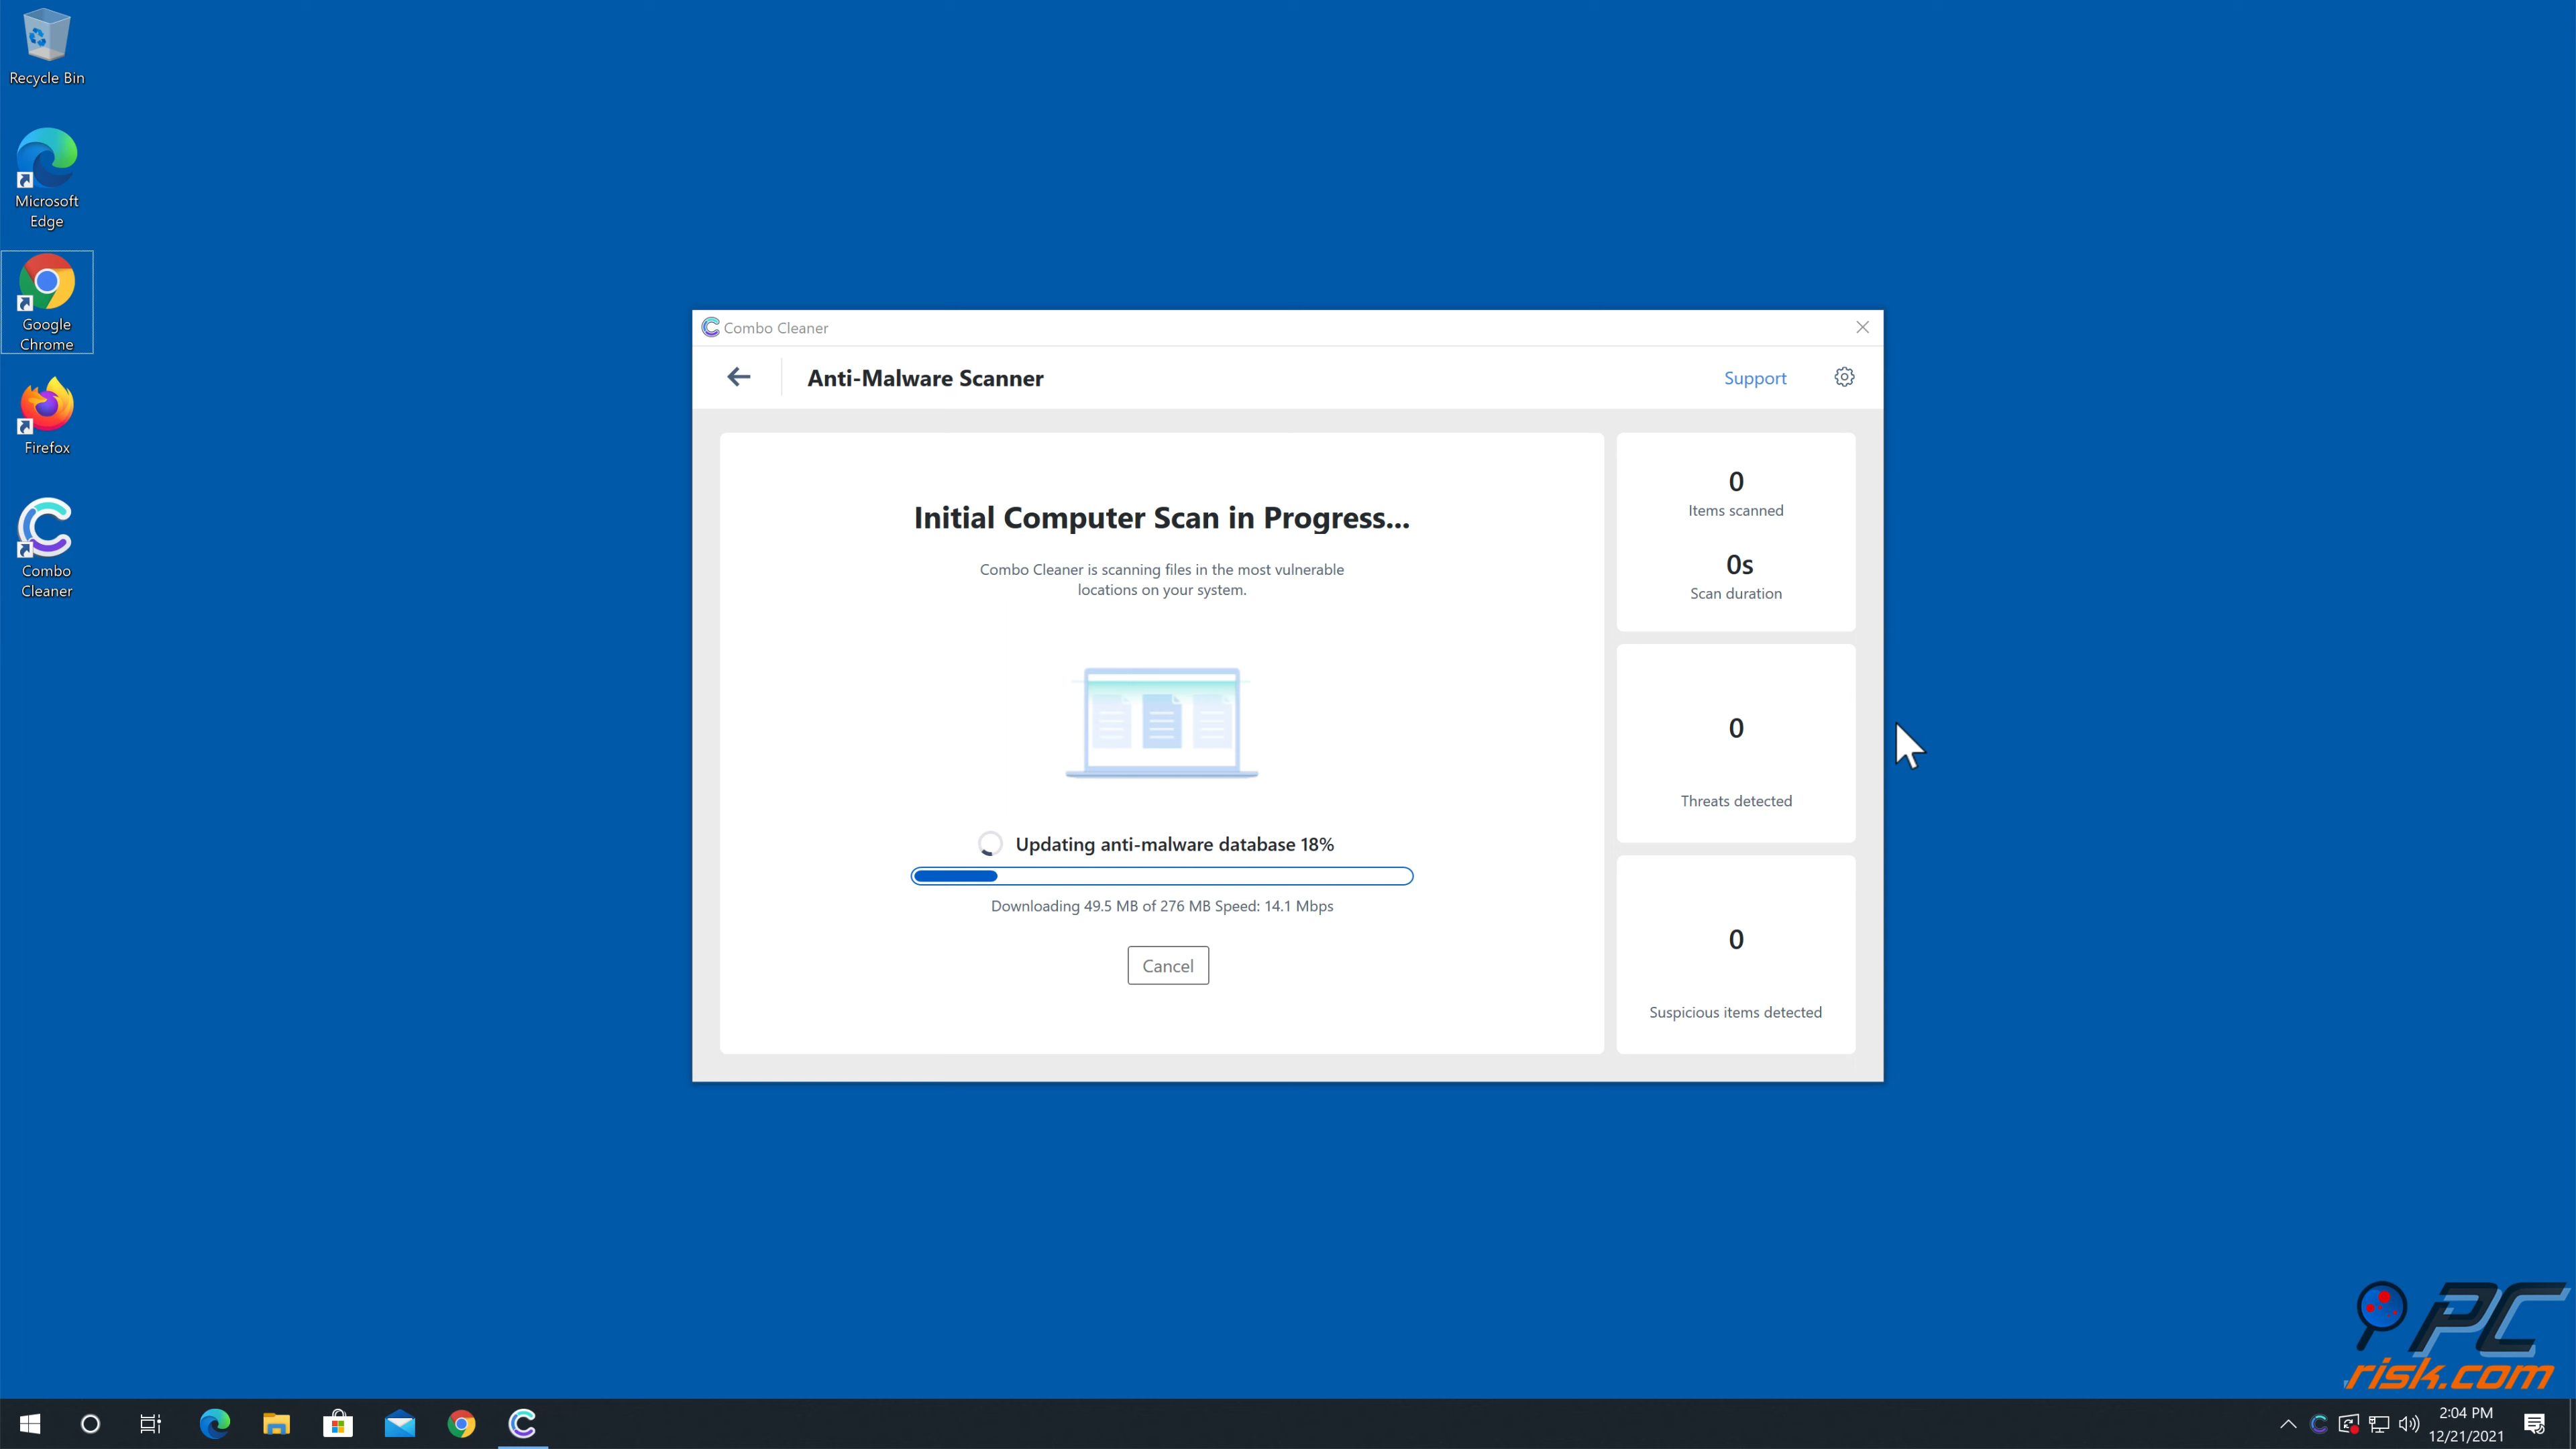 Recycle Bin
Microsoft
Edge
Google
Chrome
Firefox
Combo
Cleaner
Combo Cleaner
Anti-Malware Scanner
Support
Initial Computer Scan in Progress...
Combo Cleaner is scanning files in the most vulnerable
locations on your system.
Updating anti-malware database 18%
Downloading 49.5 MB of 276 MB Speed: 14.1 Mbps
Cancel
0
Items scanned
0s
Scan duration
0
Threats detected
0
Suspicious items detected
PC
risk.com
2:04 PM
12/21/2021